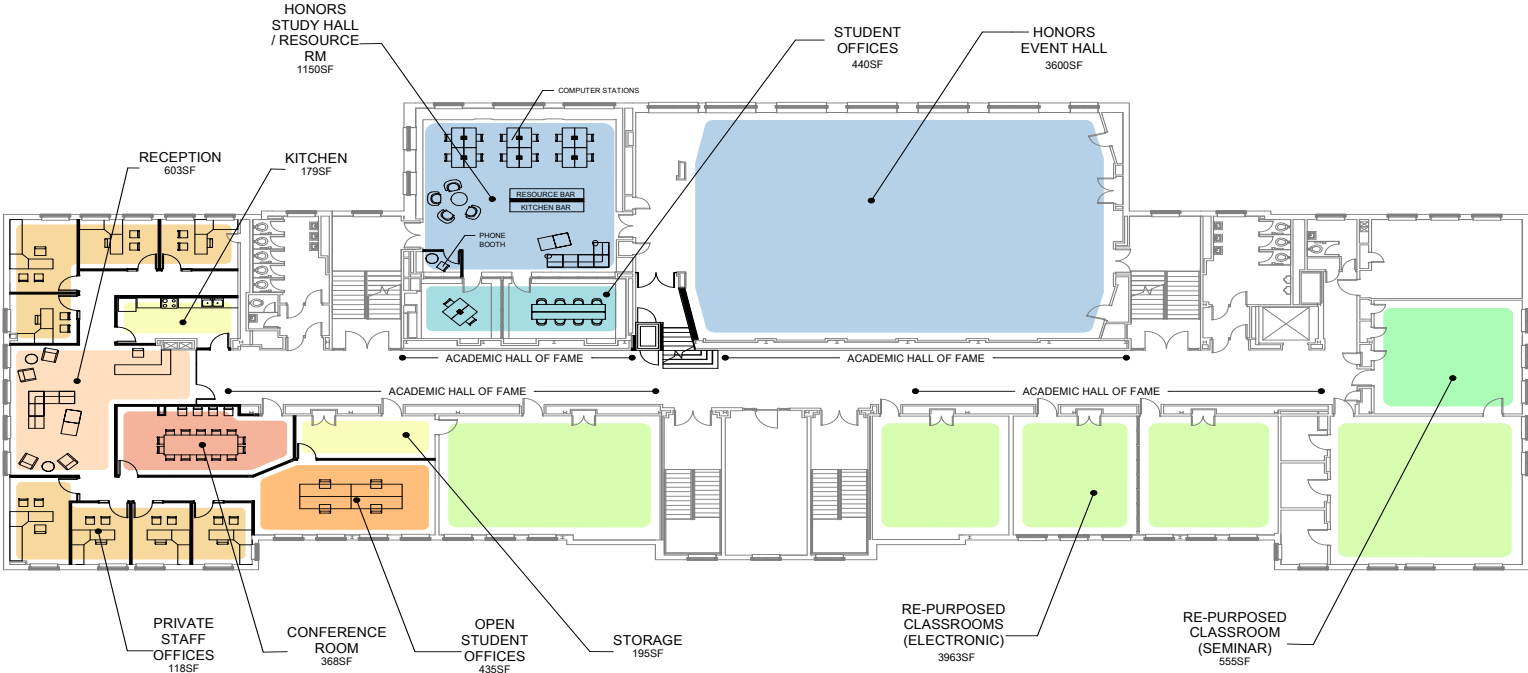 HONORS
STUDY HALL
/ RESOURCE
RM
1150SF
STUDENT
OFFICES
440SF
HONORS
EVENT HALL
3600SF
COMPUTER STATIONS
RECEPTION
603SF
KITCHEN
179SF
RESOURCE BAR
KITCHEN BAR
PHONE
BOOTH
ACADEMIC HALL OF FAME
ACADEMIC HALL OF FAME
ACADEMIC HALL OF FAME
ACADEMIC HALL OF FAME
PRIVATE
STAFF
OFFICES
118SF
CONFERENCE
ROOM
368SF
OPEN
STUDENT
OFFICES
435SF
STORAGE
195SF
RE-PURPOSED
CLASSROOMS
(ELECTRONIC)
3963SF
RE-PURPOSED
CLASSROOM
(SEMINAR)
555SF